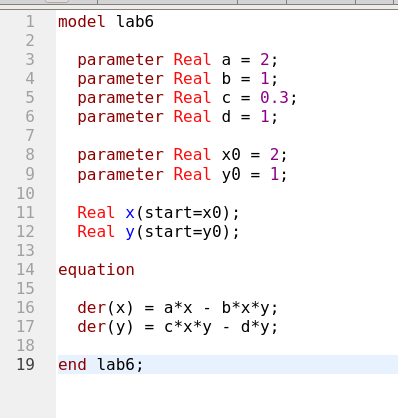 1 model lab6
2
3 parameter Real a = 2;
4 parameter Real b = 1;
5 parameter Real c = 0.3;
6 parameter Real d = 1;
7
8 parameter Real x0 = 2;
9 parameter Real y0 = 1;
10
11 Real x(start=x0);
12 Real y(start=y0);
13
14 equation
15
16 der(x) = a*x - b*x*y;
17 der(y) = c*x*y - d*y;
18
19 end lab6;